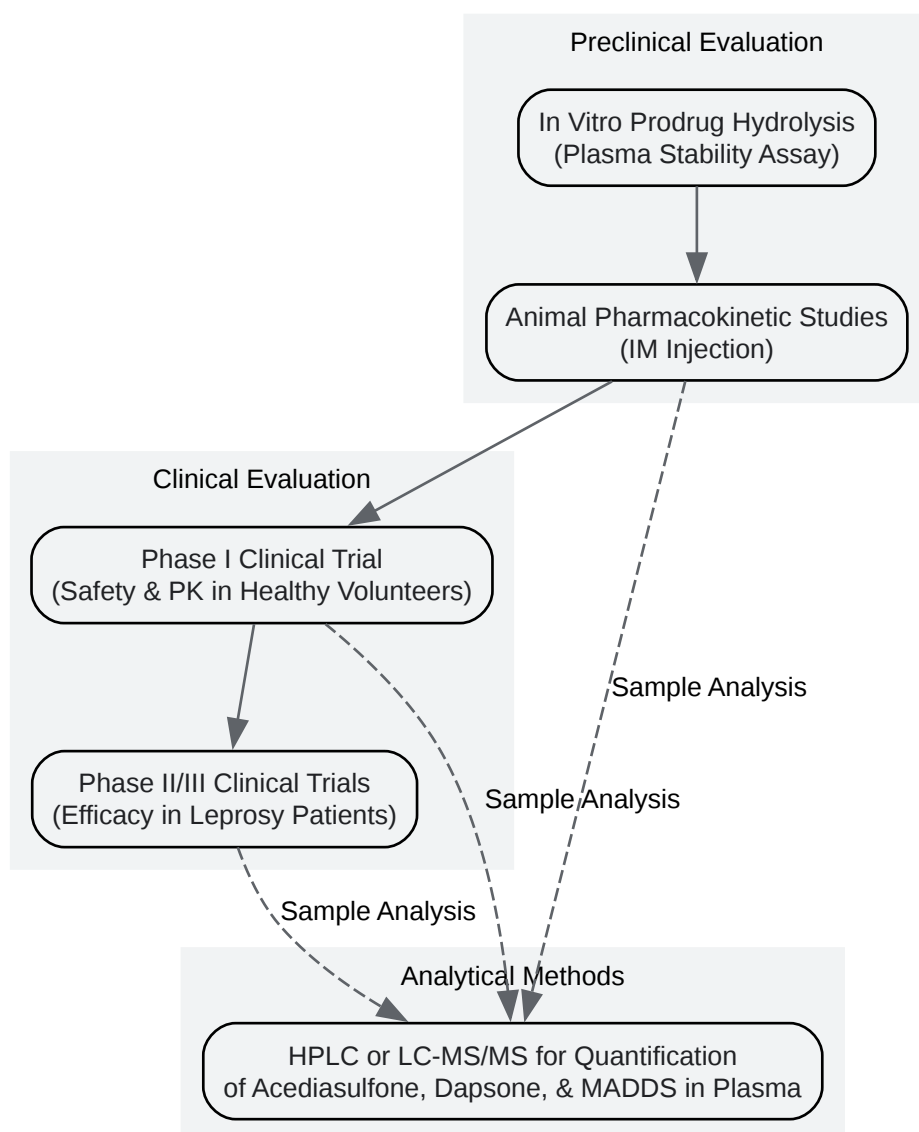 Preclinical Evaluation
In Vitro Prodrug Hydrolysis
(Plasma Stability Assay)
Animal Pharmacokinetic Studies
(IM Injection)
Clinical Evaluation
Phase I Clinical Trial
(Safety & PK in Healthy Volunteers)
Sample Analysis
Phase II/III Clinical Trials
(Efficacy in Leprosy Patients)
Sample Analysis
Sample Analysis
Analytical Methods
HPLC or LC-MS/MS for Quantification
of Acediasulfone, Dapsone, & MADDS in Plasma